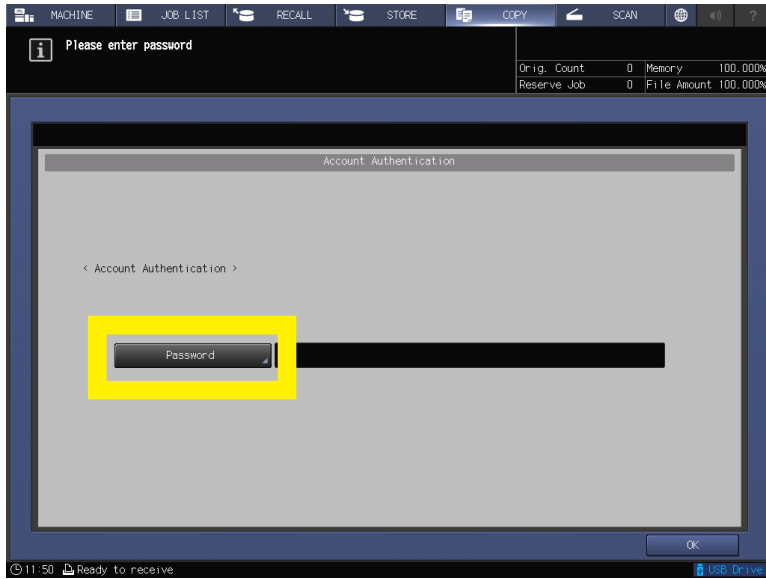 MACHINE JOB LIST RECALL STORE COPY SCAN ?
i Please enter password
Orig. Count 0 Memory 100.000%
Reserve Job 0 File Amount 100.000%
Account Authentication
< Account Authentication >
Password
OK
11:50 Ready to receive USB Drive